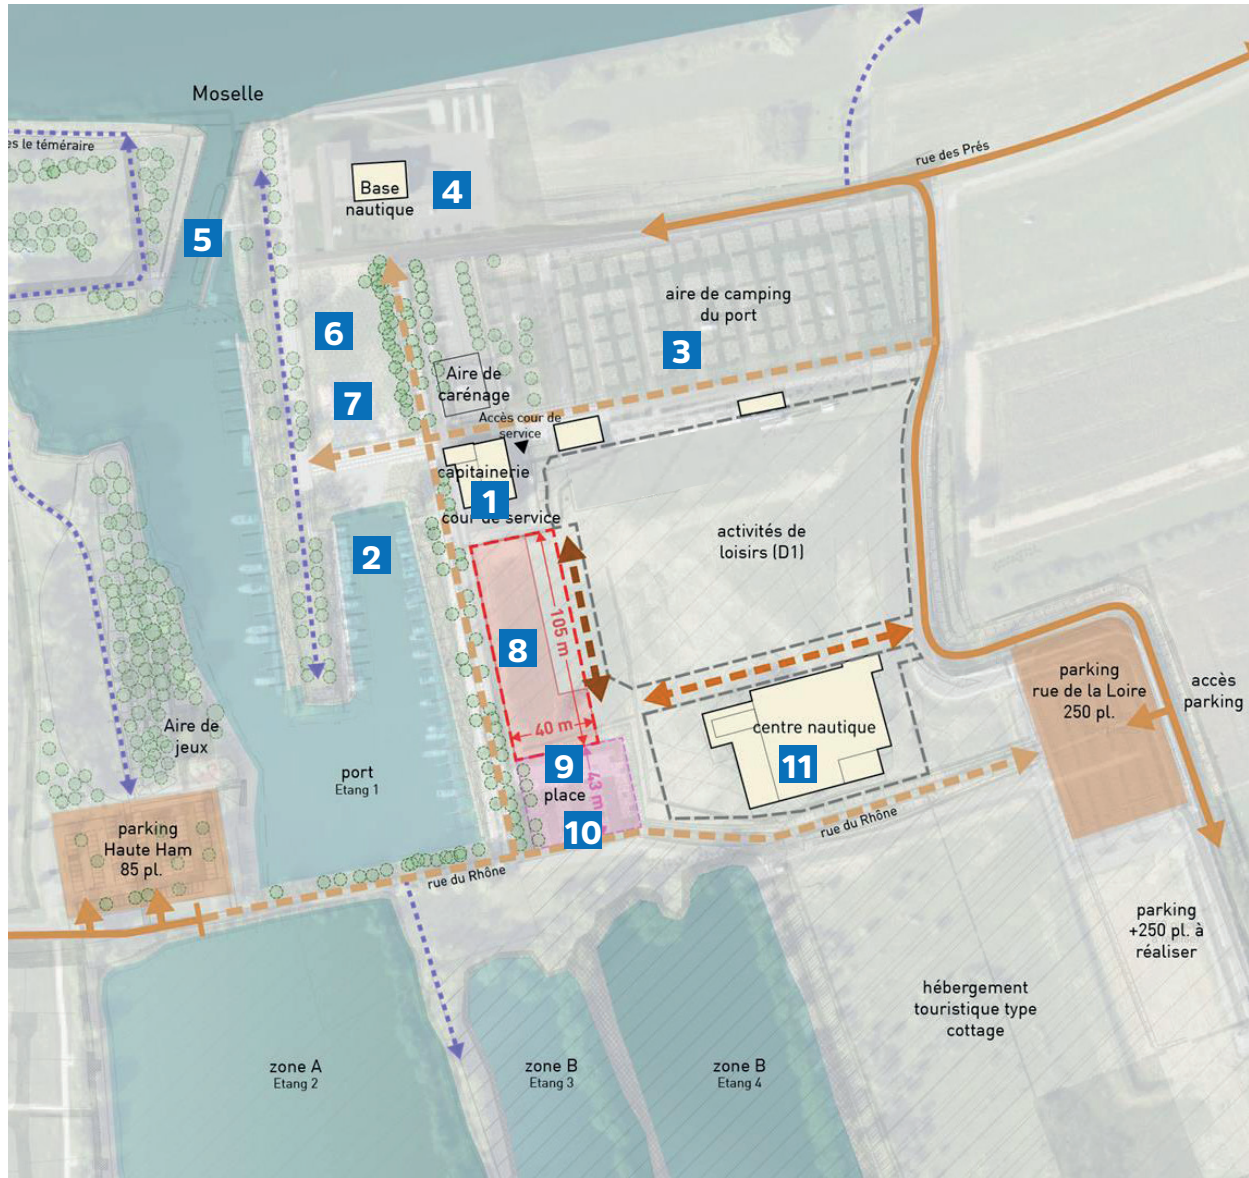 Moselle
es le téméraire
rue des Prés
5
Base
nautique
4
aire de camping
du port
6
3
Aire de
carénage
7
Accès cour de
service
capitainerie
1
cour de service
activités de
loisirs (D1)
2
105 m
8
parking
rue de la Loire
250 pl.
accès
parking
Aire de
jeux
40 m
centre nautique
9
11
port
Etang 1
place
43 m
10
rue du Rhône
parking
Haute Ham
85 pl.
rue du Rhône
parking
+250 pl. à
réaliser
hébergement
touristique type
cottage
zone A
Etang 2
zone B
Etang 3
zone B
Etang 4